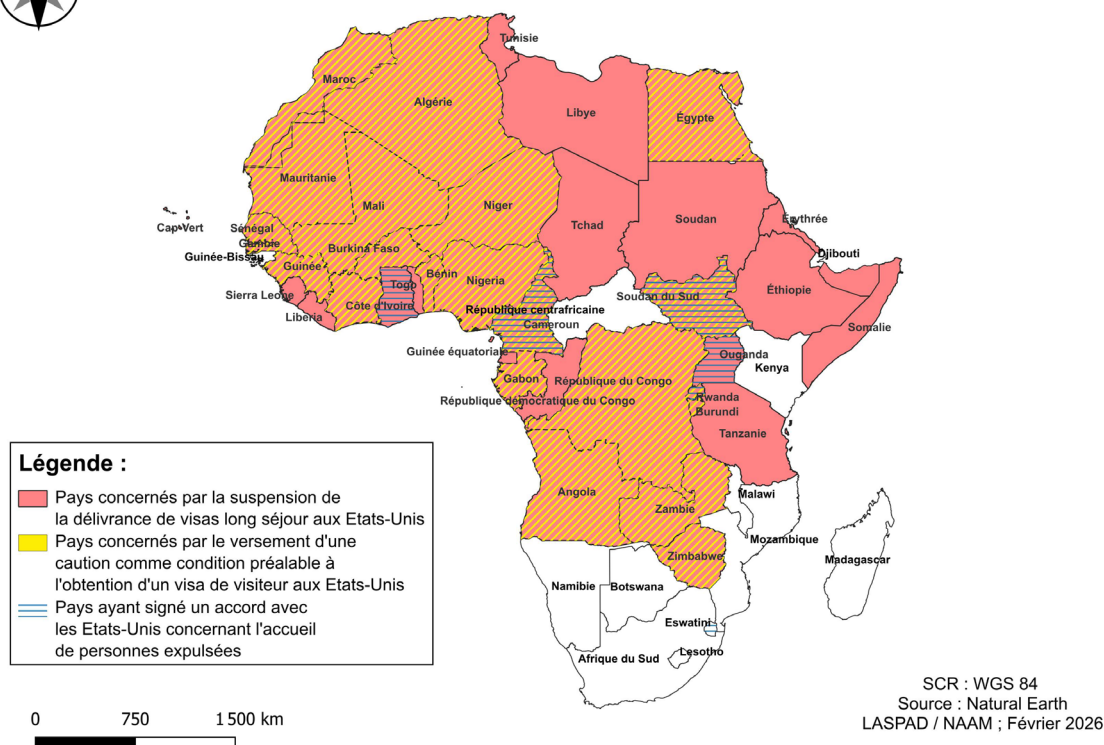 Tunisie
Maroc
Algérie
Libye
Égypte
Mauritanie
Mali
Niger
Tchad
Soudan
Érythrée
Cap-Vert
Sénégal
Gambie
Guinée-Bissau
Burkina Faso
Djibouti
Guinée
Bénin
Nigeria
Togo
Éthiopie
Sierra Leone
Côte d'Ivoire
Liberia
Soudan du Sud
République centrafricaine
Cameroun
Somalie
Guinée équatoriale
Ouganda
Kenya
Gabon
République du Congo
République démocratique du Congo
Rwanda
Burundi
Tanzanie
Angola
Malawi
Zambie
Mozambique
Zimbabwe
Madagascar
Namibie
Botswana
Eswatini
Lesotho
Afrique du Sud
Légende :
Pays concernés par la suspension de
la délivrance de visas long séjour aux Etats-Unis
Pays concernés par le versement d'une
caution comme condition préalable à
l'obtention d'un visa de visiteur aux Etats-Unis
Pays ayant signé un accord avec
les Etats-Unis concernant l'accueil
de personnes expulsées
0 750 1 500 km
SCR : WGS 84
Source : Natural Earth
LASPAD / NAAM ; Février 2026